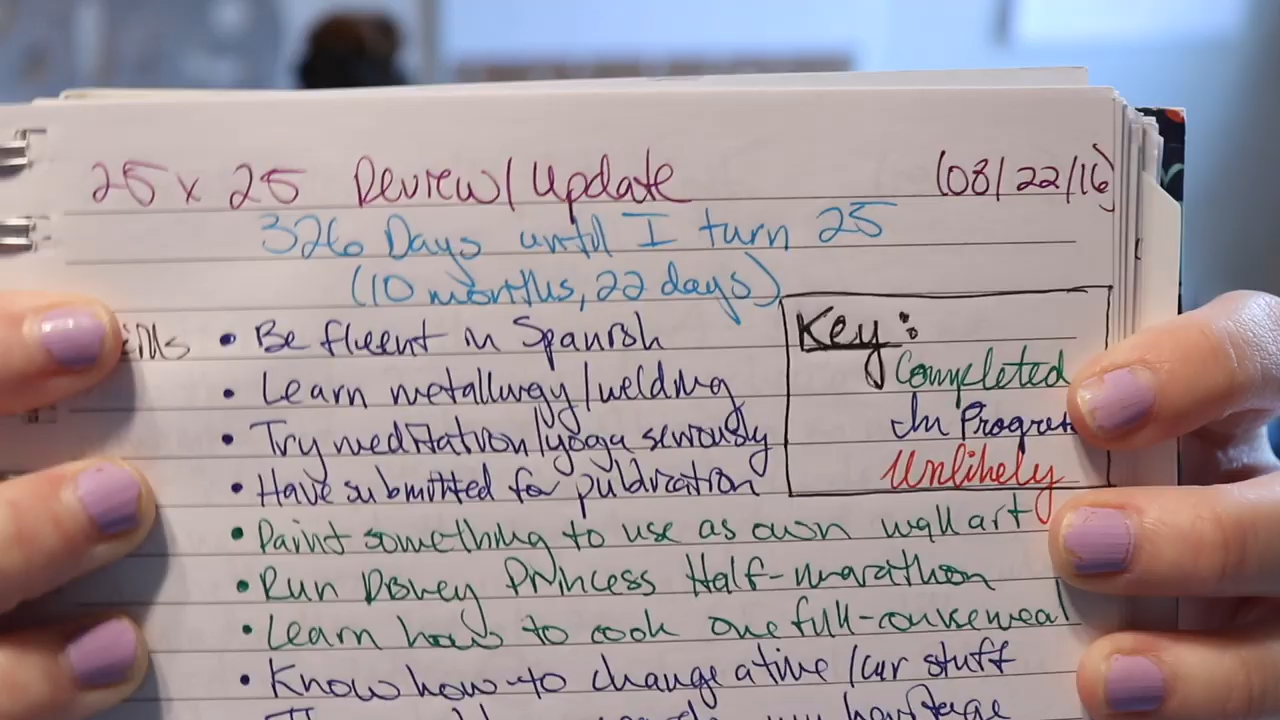 25 x 25 Review/Update (08/22/16)
326 Days until I turn 25
(10 months, 22 days)
• Be fluent in Spanish
• Learn metallurgy/welding
• Try meditation/yoga seriously
• Have submitted for publication
Key:
Completed
In Progres
Unlikely
• Paint something to use as own wall art
• Run Disney Princess Half-marathon
• Learn how to cook one full-course meal
• Know how to change a tire/car stuff